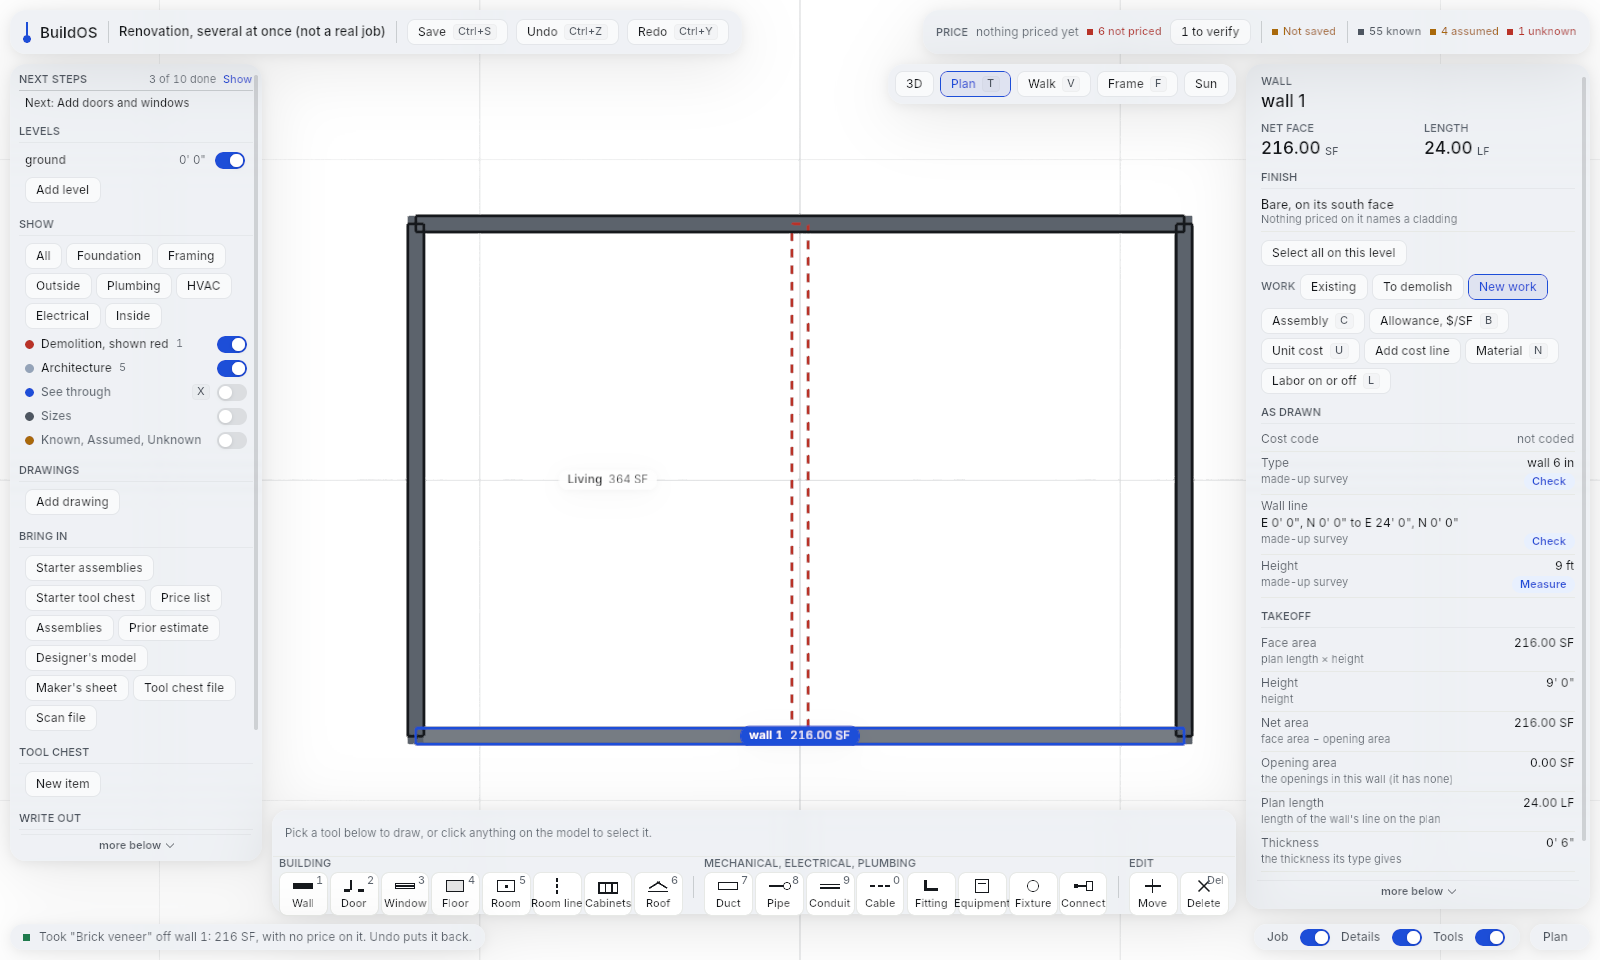 BuildOS
Renovation, several at once (not a real job)
Save Ctrl+S
Undo Ctrl+Z
Redo Ctrl+Y
PRICE nothing priced yet 6 not priced 1 to verify Not saved 55 known 4 assumed 1 unknown
3D
Plan T
Walk V
Frame F
Sun
NEXT STEPS 3 of 10 done Show
Next: Add doors and windows
LEVELS
ground 0' 0"
Add level
SHOW
All Foundation Framing
Outside Plumbing HVAC
Electrical Inside
Demolition, shown red 1
Architecture 5
See through X
Sizes
Known, Assumed, Unknown
DRAWINGS
Add drawing
BRING IN
Starter assemblies
Starter tool chest Price list
Assemblies Prior estimate
Designer's model
Maker's sheet Tool chest file
Scan file
TOOL CHEST
New item
WRITE OUT
more below
Living 364 SF
wall 1 216.00 SF
WALL
wall 1
NET FACE LENGTH
216.00 SF 24.00 LF
FINISH
Bare, on its south face
Nothing priced on it names a cladding
Select all on this level
WORK Existing To demolish New work
Assembly C Allowance, $/SF B
Unit cost U Add cost line Material N
Labor on or off L
AS DRAWN
Cost code not coded
Type wall 6 in
made-up survey Check
Wall line
E 0' 0", N 0' 0" to E 24' 0", N 0' 0"
made-up survey Check
Height 9 ft
made-up survey Measure
TAKEOFF
Face area 216.00 SF
plan length × height
Height 9' 0"
height
Net area 216.00 SF
face area − opening area
Opening area 0.00 SF
the openings in this wall (it has none)
Plan length 24.00 LF
length of the wall's line on the plan
Thickness 0' 6"
the thickness its type gives
more below
Pick a tool below to draw, or click anything on the model to select it.
BUILDING MECHANICAL, ELECTRICAL, PLUMBING EDIT
1 2 3 4 5 6 7 8 9 0 Del
Wall Door Window Floor Room Room line Cabinets Roof Duct Pipe Conduit Cable Fitting Equipment Fixture Connect Move Delete
Took "Brick veneer" off wall 1: 216 SF, with no price on it. Undo puts it back.
Job Details Tools Plan